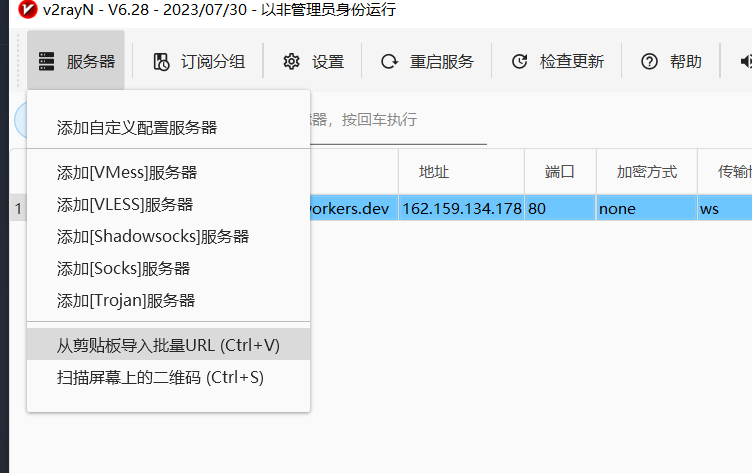 v2rayN - V6.28 - 2023/07/30 - 以非管理员身份运行
服务器 订阅分组 设置 重启服务 检查更新 帮助
添加自定义配置服务器
器，按回车执行
地址 端口 加密方式 传输
添加[VMess]服务器
1 orkers.dev 162.159.134.178 80 none ws
添加[VLESS]服务器
添加[Shadowsocks]服务器
添加[Socks]服务器
添加[Trojan]服务器
从剪贴板导入批量URL (Ctrl+V)
扫描屏幕上的二维码 (Ctrl+S)